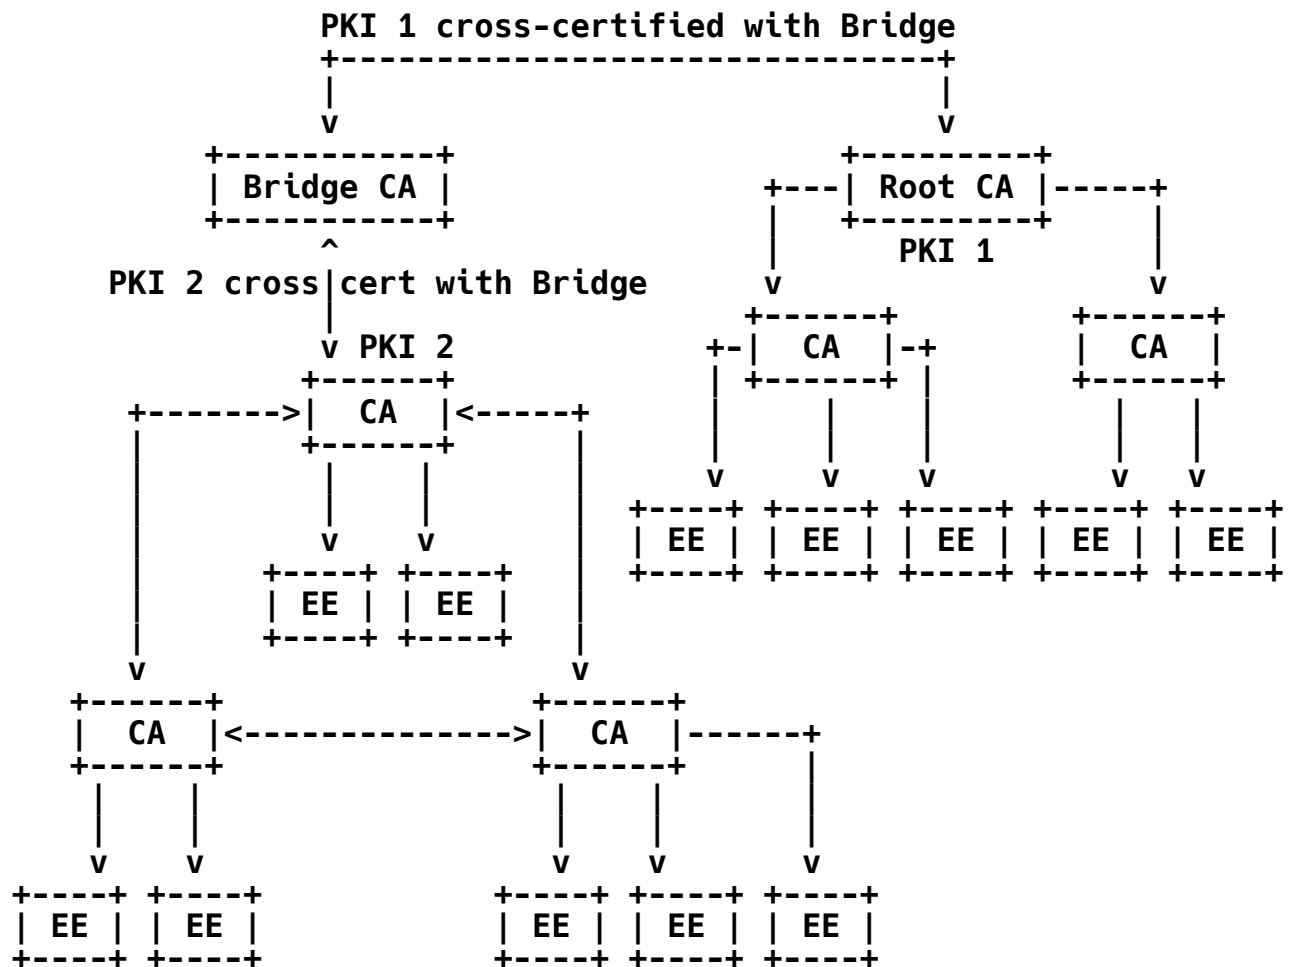 PKI 1 cross-certified with Bridge
Bridge CA
Root CA
PKI 1
PKI 2 cross cert with Bridge
PKI 2
CA CA
CA
EE EE EE EE EE
EE EE
CA CA
EE EE EE EE EE